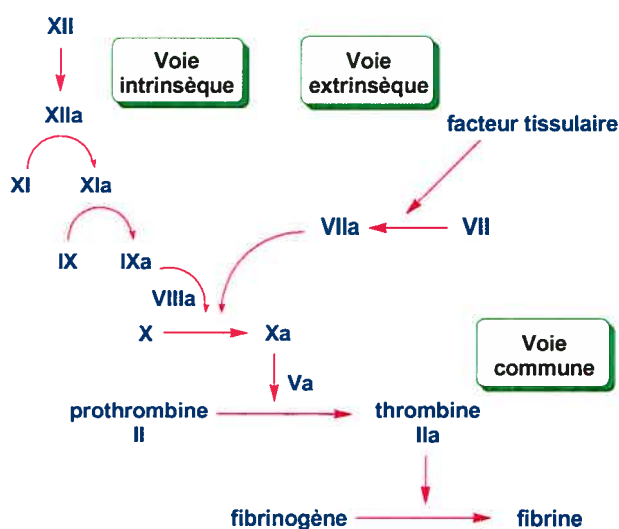 XII
Voie
intrinsèque
Voie
extrinsèque
XIIa
facteur tissulaire
XI XIa
VIIa VII
IX IXa
VIIIa
X Xa
Voie
commune
Va
prothrombine thrombine
II IIa
fibrinogène fibrine